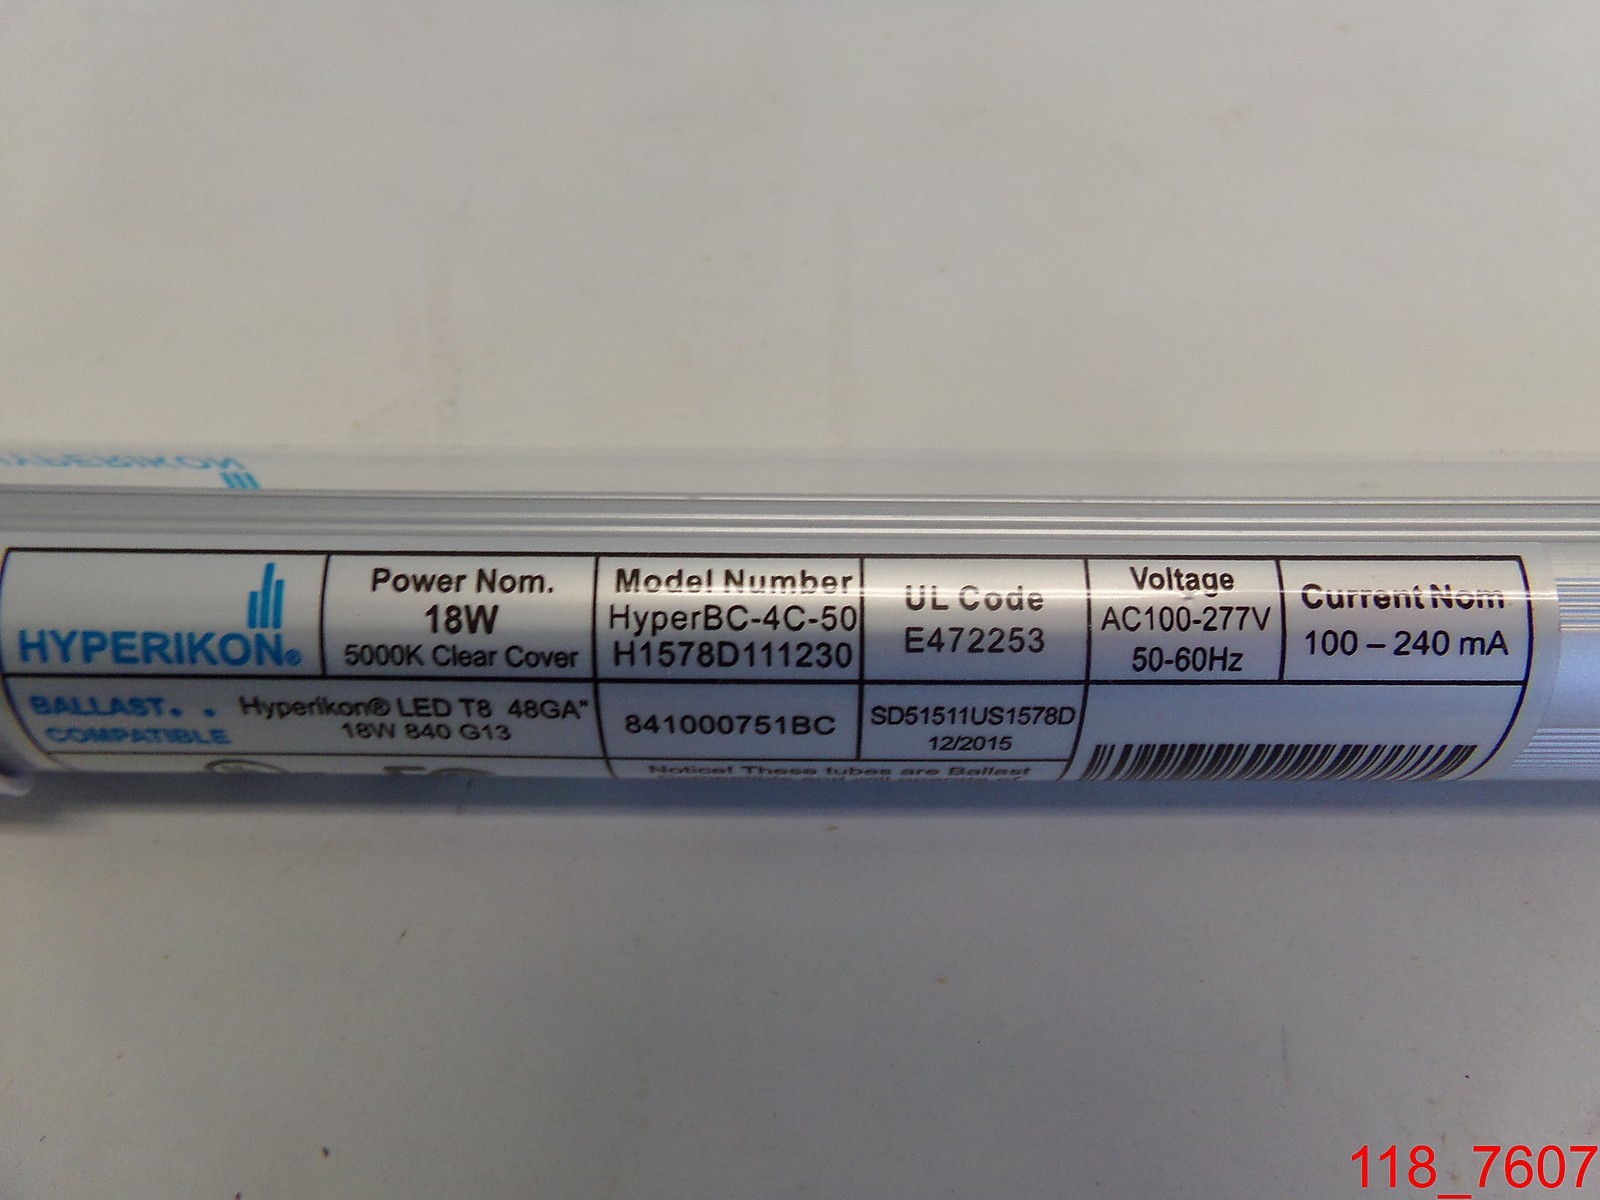 HYPERIKON
HYPERIKON®
Power Nom.
18W
5000K Clear Cover
Model Number
HyperBC-4C-50
H1578D111230
UL Code
E472253
Voltage
AC100-277V
50-60Hz
Current Nom
100 – 240 mA
BALLAST. .
COMPATIBLE
Hyperikon® LED T8 48GA"
18W 840 G13
841000751BC
SD51511US1578D
12/2015
Notice! These tubes are Ballast
118_7607